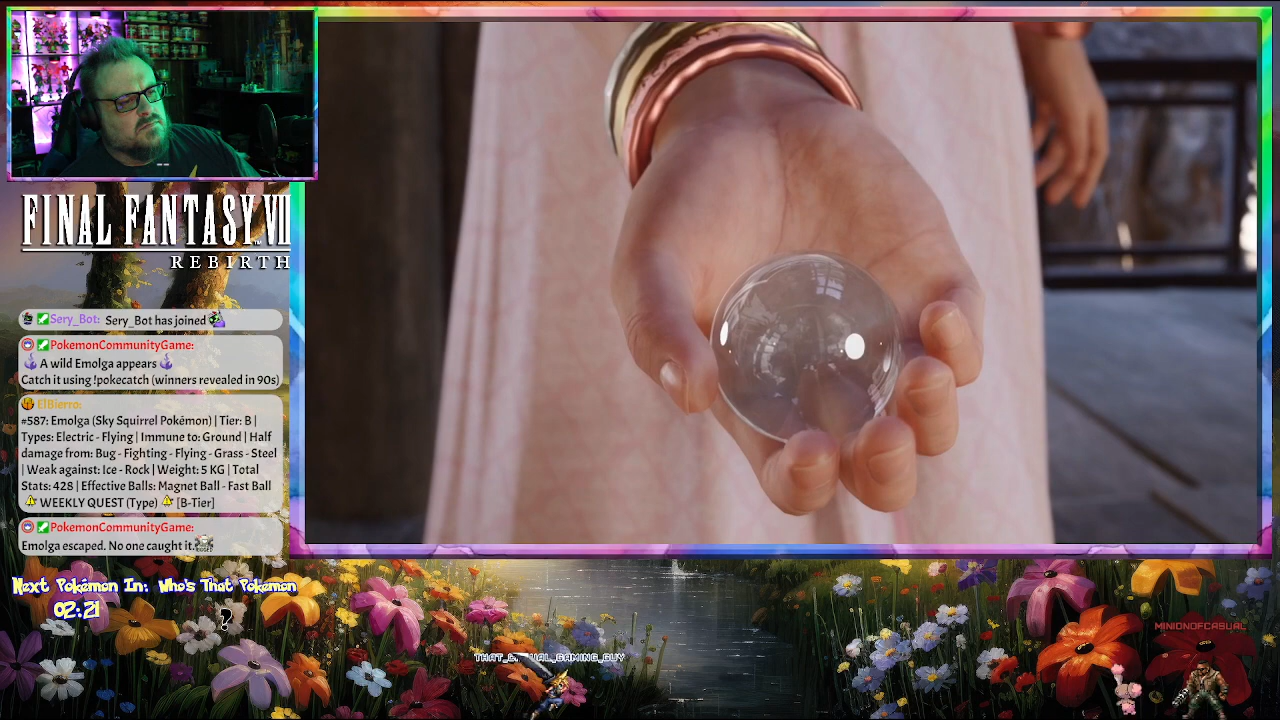 FINAL FANTASY VII
REBIRTH
Sery_Bot: Sery_Bot has joined
PokemonCommunityGame:
A wild Emolga appears
Catch it using !pokecatch (winners revealed in 90s)
ElBierro:
#587: Emolga (Sky Squirrel Pokémon) | Tier: B |
Types: Electric - Flying | Immune to: Ground | Half
damage from: Bug - Fighting - Flying - Grass - Steel
| Weak against: Ice - Rock | Weight: 5 KG | Total
Stats: 428 | Effective Balls: Magnet Ball - Fast Ball
WEEKLY QUEST (Type) [B-Tier]
PokemonCommunityGame:
Emolga escaped. No one caught it.
Next Pokémon In: Who's That Pokemon
02:21
?
MINIONOFCASUAL